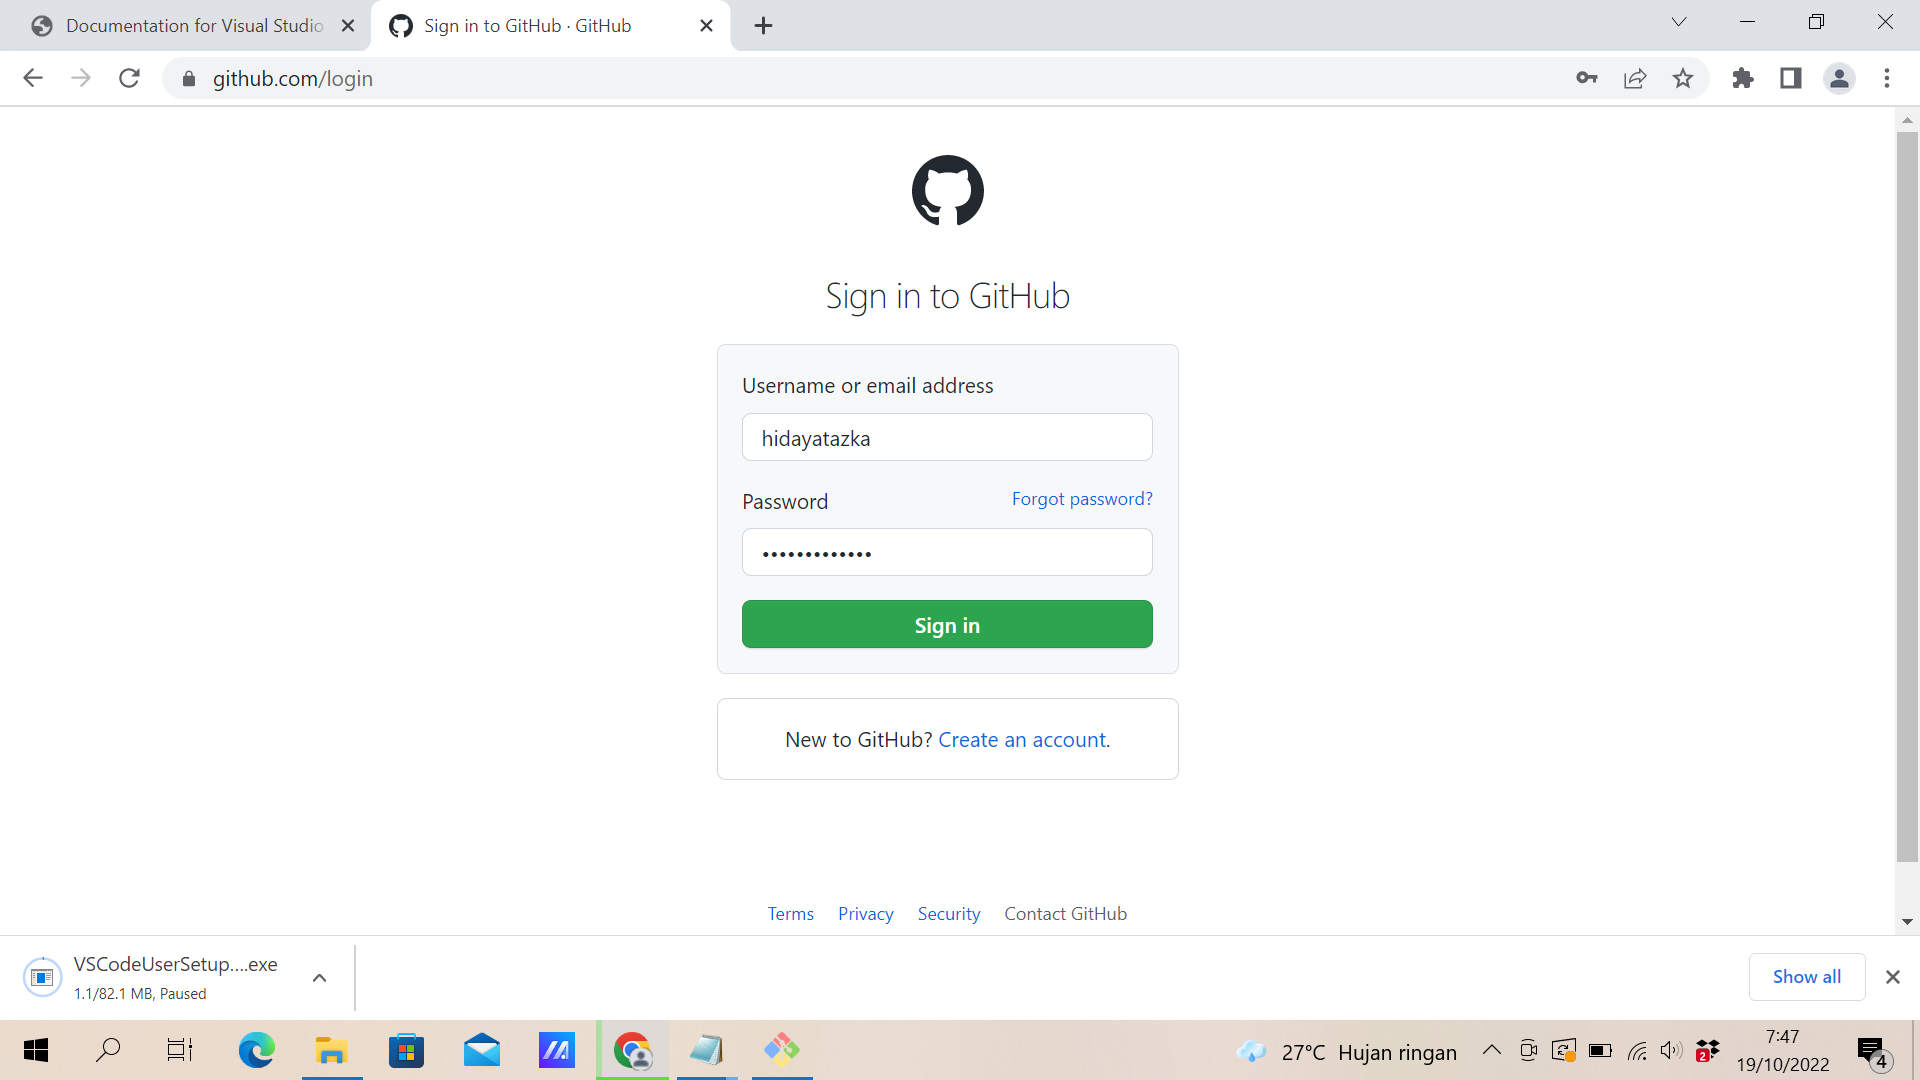 Documentation for Visual Studio
Sign in to GitHub · GitHub
github.com/login
Sign in to GitHub
Username or email address
hidayatazka
Password
Forgot password?
•••••••••••••
Sign in
New to GitHub? Create an account.
Terms
Privacy
Security
Contact GitHub
VSCodeUserSetup....exe
1.1/82.1 MB, Paused
Show all
27°C Hujan ringan
2
7:47
19/10/2022
4